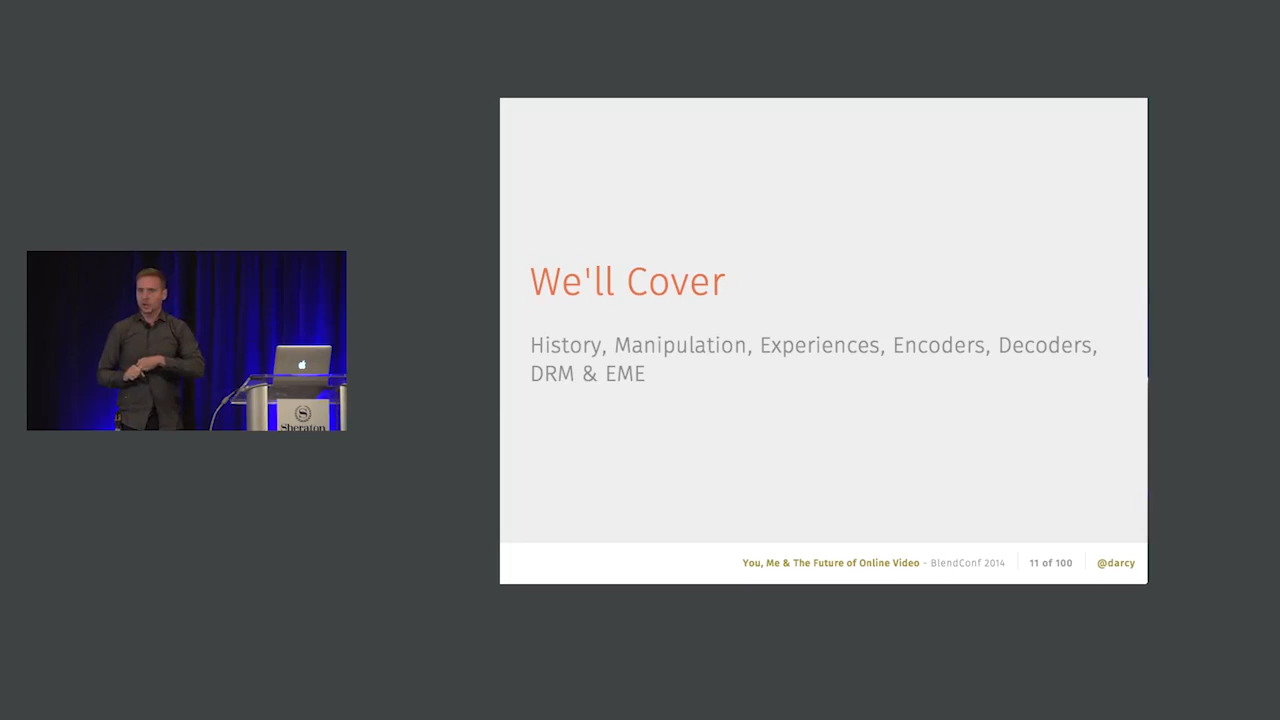 We'll Cover
History, Manipulation, Experiences, Encoders, Decoders,
DRM & EME
You, Me & The Future of Online Video - BlendConf 2014
11 of 100
@darcy
Sheraton